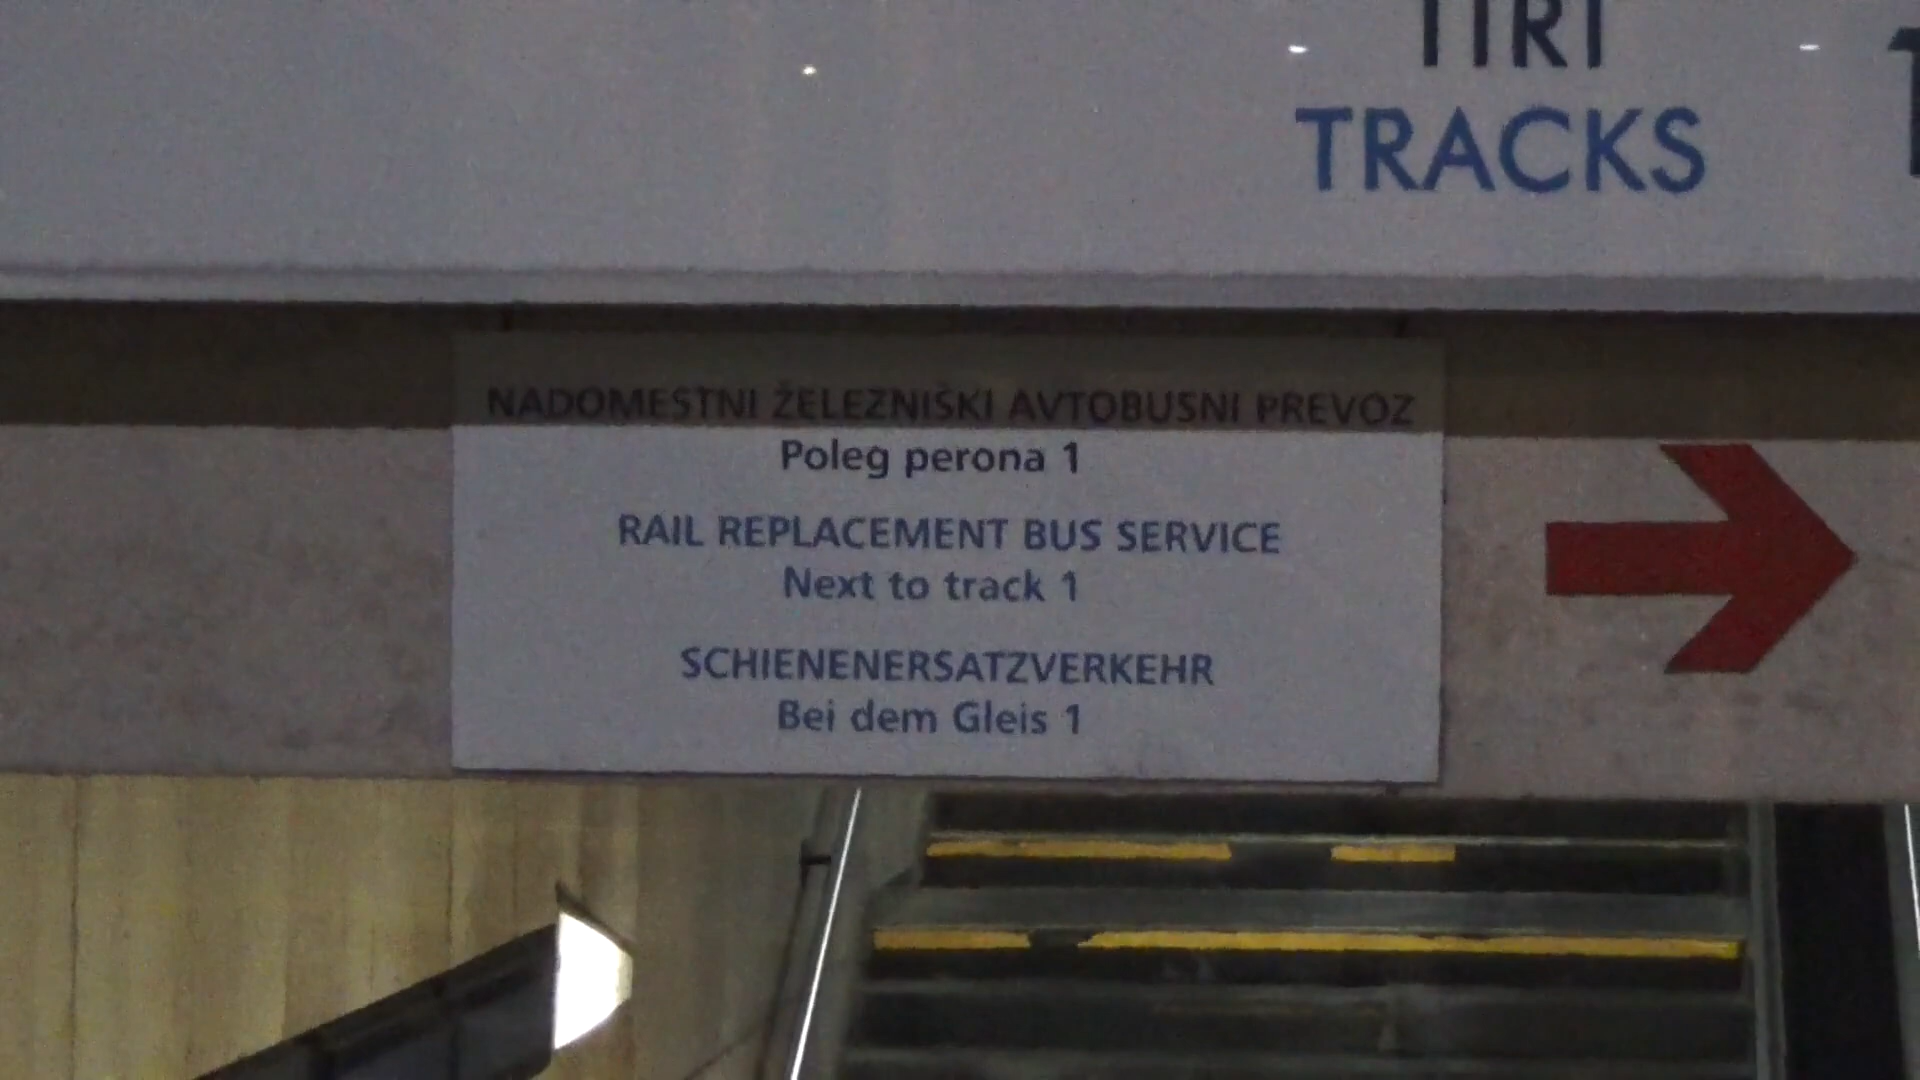 TIRI
TRACKS
NADOMESTNI ŽELEZNIŠKI AVTOBUSNI PREVOZ
Poleg perona 1
RAIL REPLACEMENT BUS SERVICE
Next to track 1
SCHIENENERSATZVERKEHR
Bei dem Gleis 1